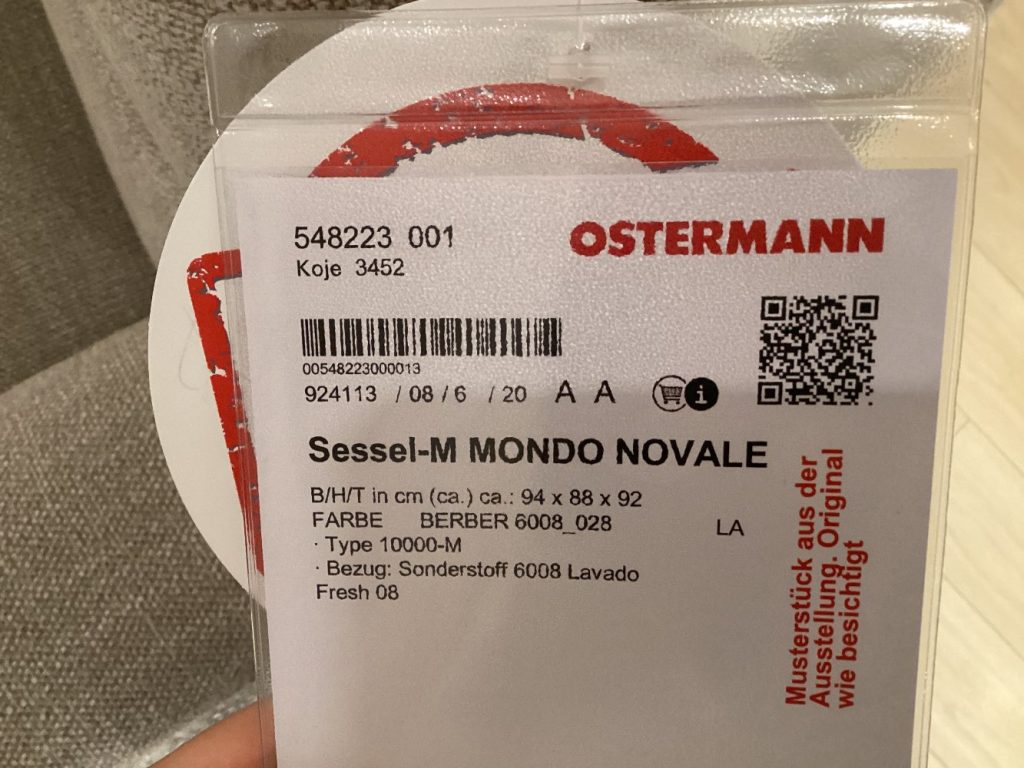 548223 001
OSTERMANN
Koje 3452
00548223000013
924113 / 08 / 6 / 20 A A
i
Sessel-M MONDO NOVALE
B/H/T in cm (ca.) ca.: 94 x 88 x 92
FARBE BERBER 6008_028
LA
· Type 10000-M
· Bezug: Sonderstoff 6008 Lavado
Fresh 08
Musterstück aus der
Ausstellung. Original
wie besichtigt